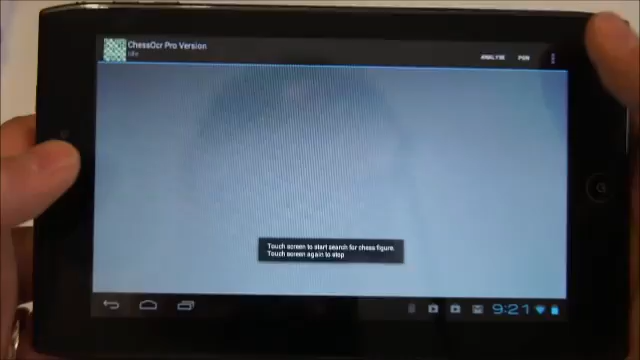 ChessOcr Pro Version
Idle
ANALYSE PGN
Touch screen to start search for chess figure.
Touch screen again to stop
9:21